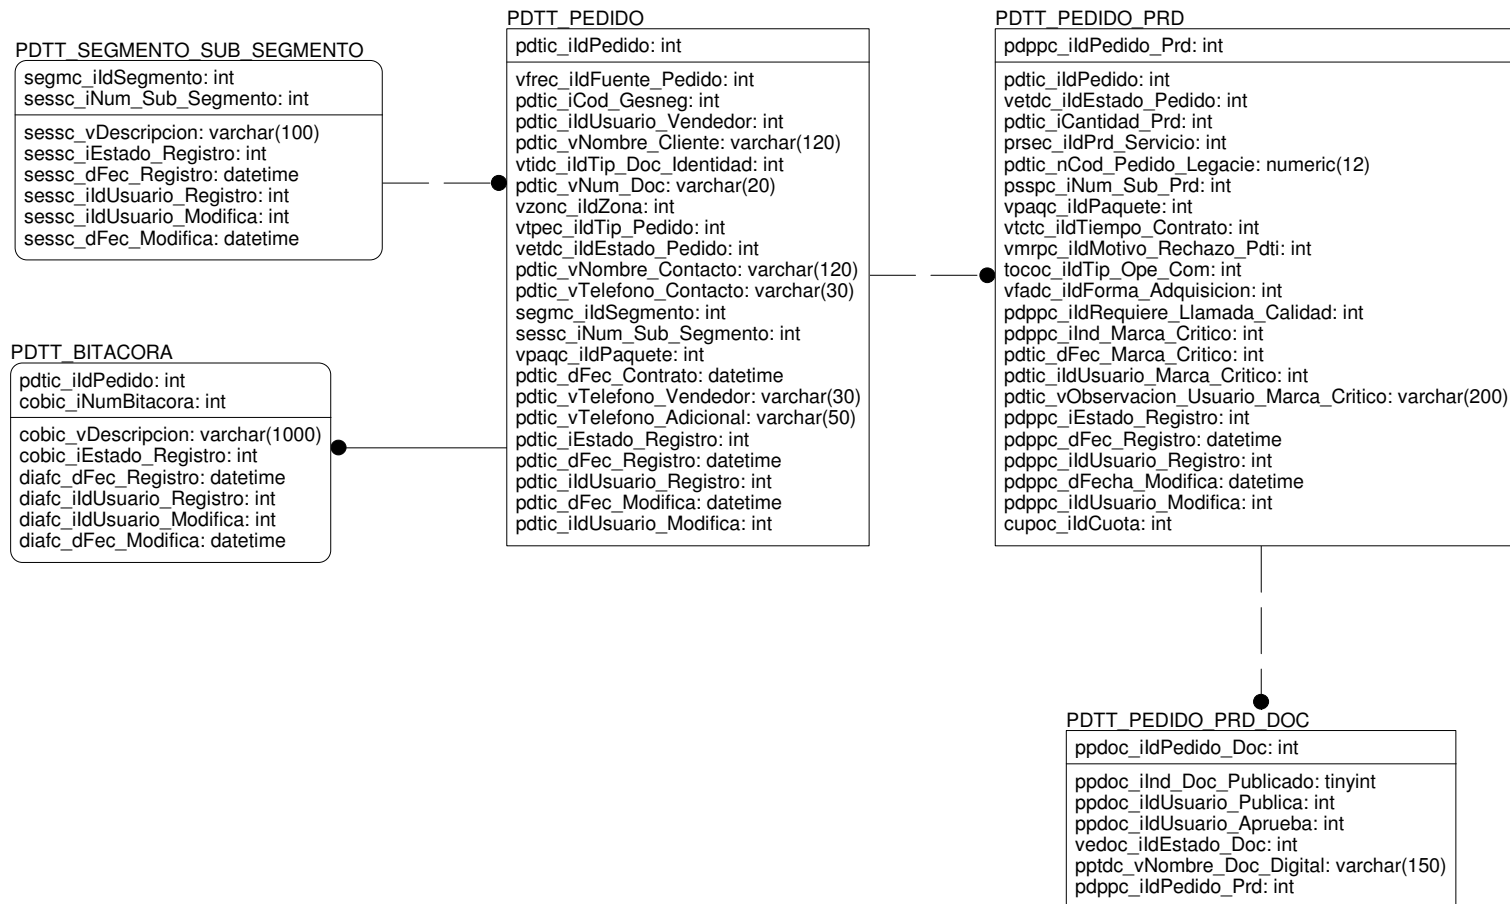 PDTT_SEGMENTO_SUB_SEGMENTO
segmc_iIdSegmento: int
sessc_iNum_Sub_Segmento: int
sessc_vDescripcion: varchar(100)
sessc_iEstado_Registro: int
sessc_dFec_Registro: datetime
sessc_iIdUsuario_Registro: int
sessc_iIdUsuario_Modifica: int
sessc_dFec_Modifica: datetime
PDTT_BITACORA
pdtic_iIdPedido: int
cobic_iNumBitacora: int
cobic_vDescripcion: varchar(1000)
cobic_iEstado_Registro: int
diafc_dFec_Registro: datetime
diafc_iIdUsuario_Registro: int
diafc_iIdUsuario_Modifica: int
diafc_dFec_Modifica: datetime
PDTT_PEDIDO
pdtic_iIdPedido: int
vfrec_iIdFuente_Pedido: int
pdtic_iCod_Gesneg: int
pdtic_iIdUsuario_Vendedor: int
pdtic_vNombre_Cliente: varchar(120)
vtidc_iIdTip_Doc_Identidad: int
pdtic_vNum_Doc: varchar(20)
vzonc_iIdZona: int
vtpec_iIdTip_Pedido: int
vetdc_iIdEstado_Pedido: int
pdtic_vNombre_Contacto: varchar(120)
pdtic_vTelefono_Contacto: varchar(30)
segmc_iIdSegmento: int
sessc_iNum_Sub_Segmento: int
vpaqc_iIdPaquete: int
pdtic_dFec_Contrato: datetime
pdtic_vTelefono_Vendedor: varchar(30)
pdtic_vTelefono_Adicional: varchar(50)
pdtic_iEstado_Registro: int
pdtic_dFec_Registro: datetime
pdtic_iIdUsuario_Registro: int
pdtic_dFec_Modifica: datetime
pdtic_iIdUsuario_Modifica: int
PDTT_PEDIDO_PRD
pdppc_iIdPedido_Prd: int
pdtic_iIdPedido: int
vetdc_iIdEstado_Pedido: int
pdtic_iCantidad_Prd: int
prsec_iIdPrd_Servicio: int
pdtic_nCod_Pedido_Legacie: numeric(12)
psspc_iNum_Sub_Prd: int
vpaqc_iIdPaquete: int
vtctc_iIdTiempo_Contrato: int
vmrpc_iIdMotivo_Rechazo_Pdti: int
tococ_iIdTip_Ope_Com: int
vfadc_iIdForma_Adquisicion: int
pdppc_iIdRequiere_Llamada_Calidad: int
pdppc_iInd_Marca_Critico: int
pdtic_dFec_Marca_Critico: int
pdtic_iIdUsuario_Marca_Critico: int
pdtic_vObservacion_Usuario_Marca_Critico: varchar(200)
pdppc_iEstado_Registro: int
pdppc_dFec_Registro: datetime
pdppc_iIdUsuario_Registro: int
pdppc_dFecha_Modifica: datetime
pdppc_iIdUsuario_Modifica: int
cupoc_iIdCuota: int
PDTT_PEDIDO_PRD_DOC
ppdoc_iIdPedido_Doc: int
ppdoc_iInd_Doc_Publicado: tinyint
ppdoc_iIdUsuario_Publica: int
ppdoc_iIdUsuario_Aprueba: int
vedoc_iIdEstado_Doc: int
pptdc_vNombre_Doc_Digital: varchar(150)
pdppc_iIdPedido_Prd: int